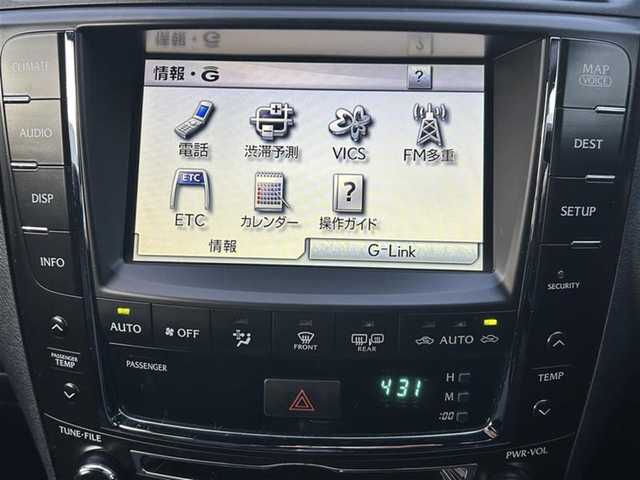 情報・G
?
CLIMATE
AUDIO
DISP
INFO
MAP
VOICE
DEST
SETUP
SECURITY
電話
渋滞予測
VICS
FM多重
ETC
ETC
カレンダー
?
操作ガイド
情報
G-Link
AUTO
OFF
FRONT
REAR
AUTO
PASSENGER
TEMP
PASSENGER
4:31
H
M
:00
TEMP
TUNE·FILE
PWR·VOL